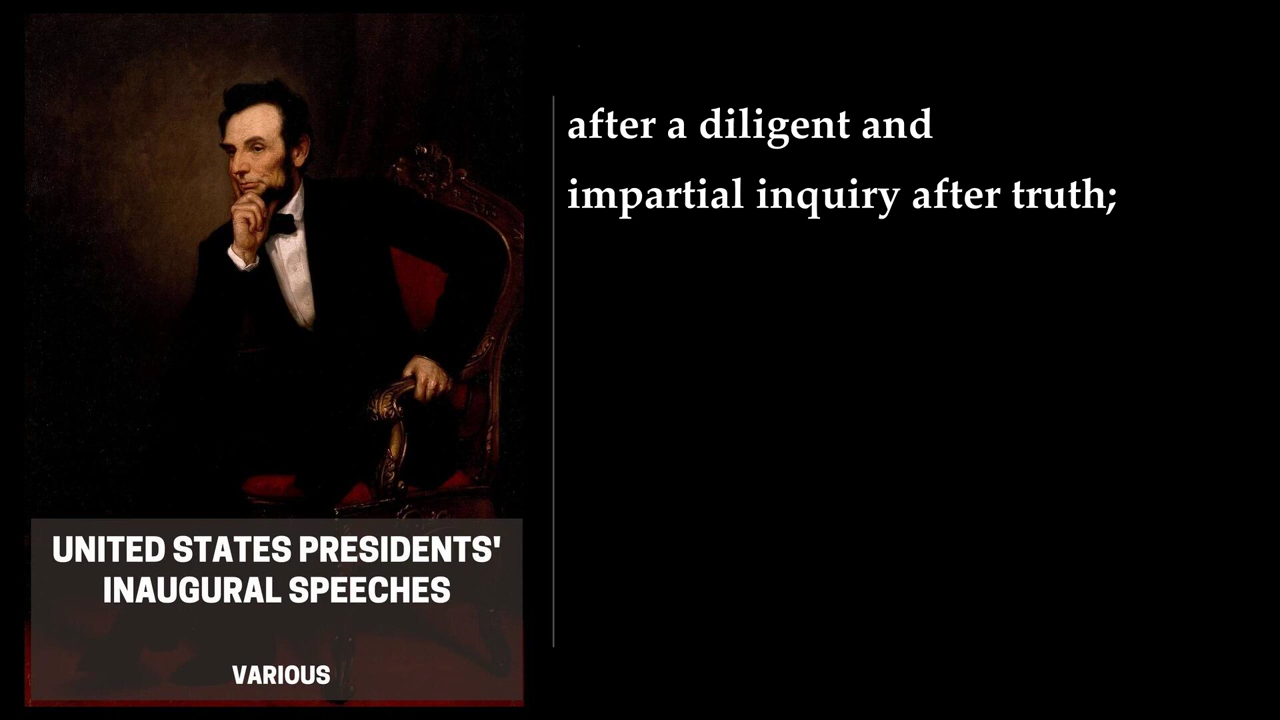 after a diligent and
impartial inquiry after truth;
UNITED STATES PRESIDENTS'
INAUGURAL SPEECHES
VARIOUS